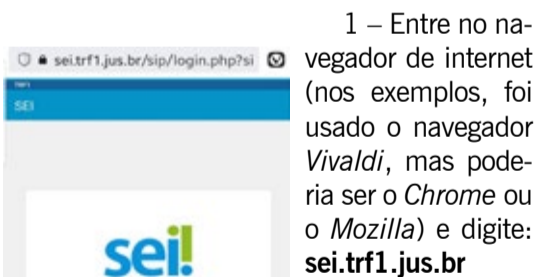 sei.trf1.jus.br/sip/login.php?si
SEI
sei!
1 – Entre no na-
vegador de internet
(nos exemplos, foi
usado o navegador
Vivaldi, mas pode-
ria ser o Chrome ou
o Mozilla) e digite:
sei.trf1.jus.br